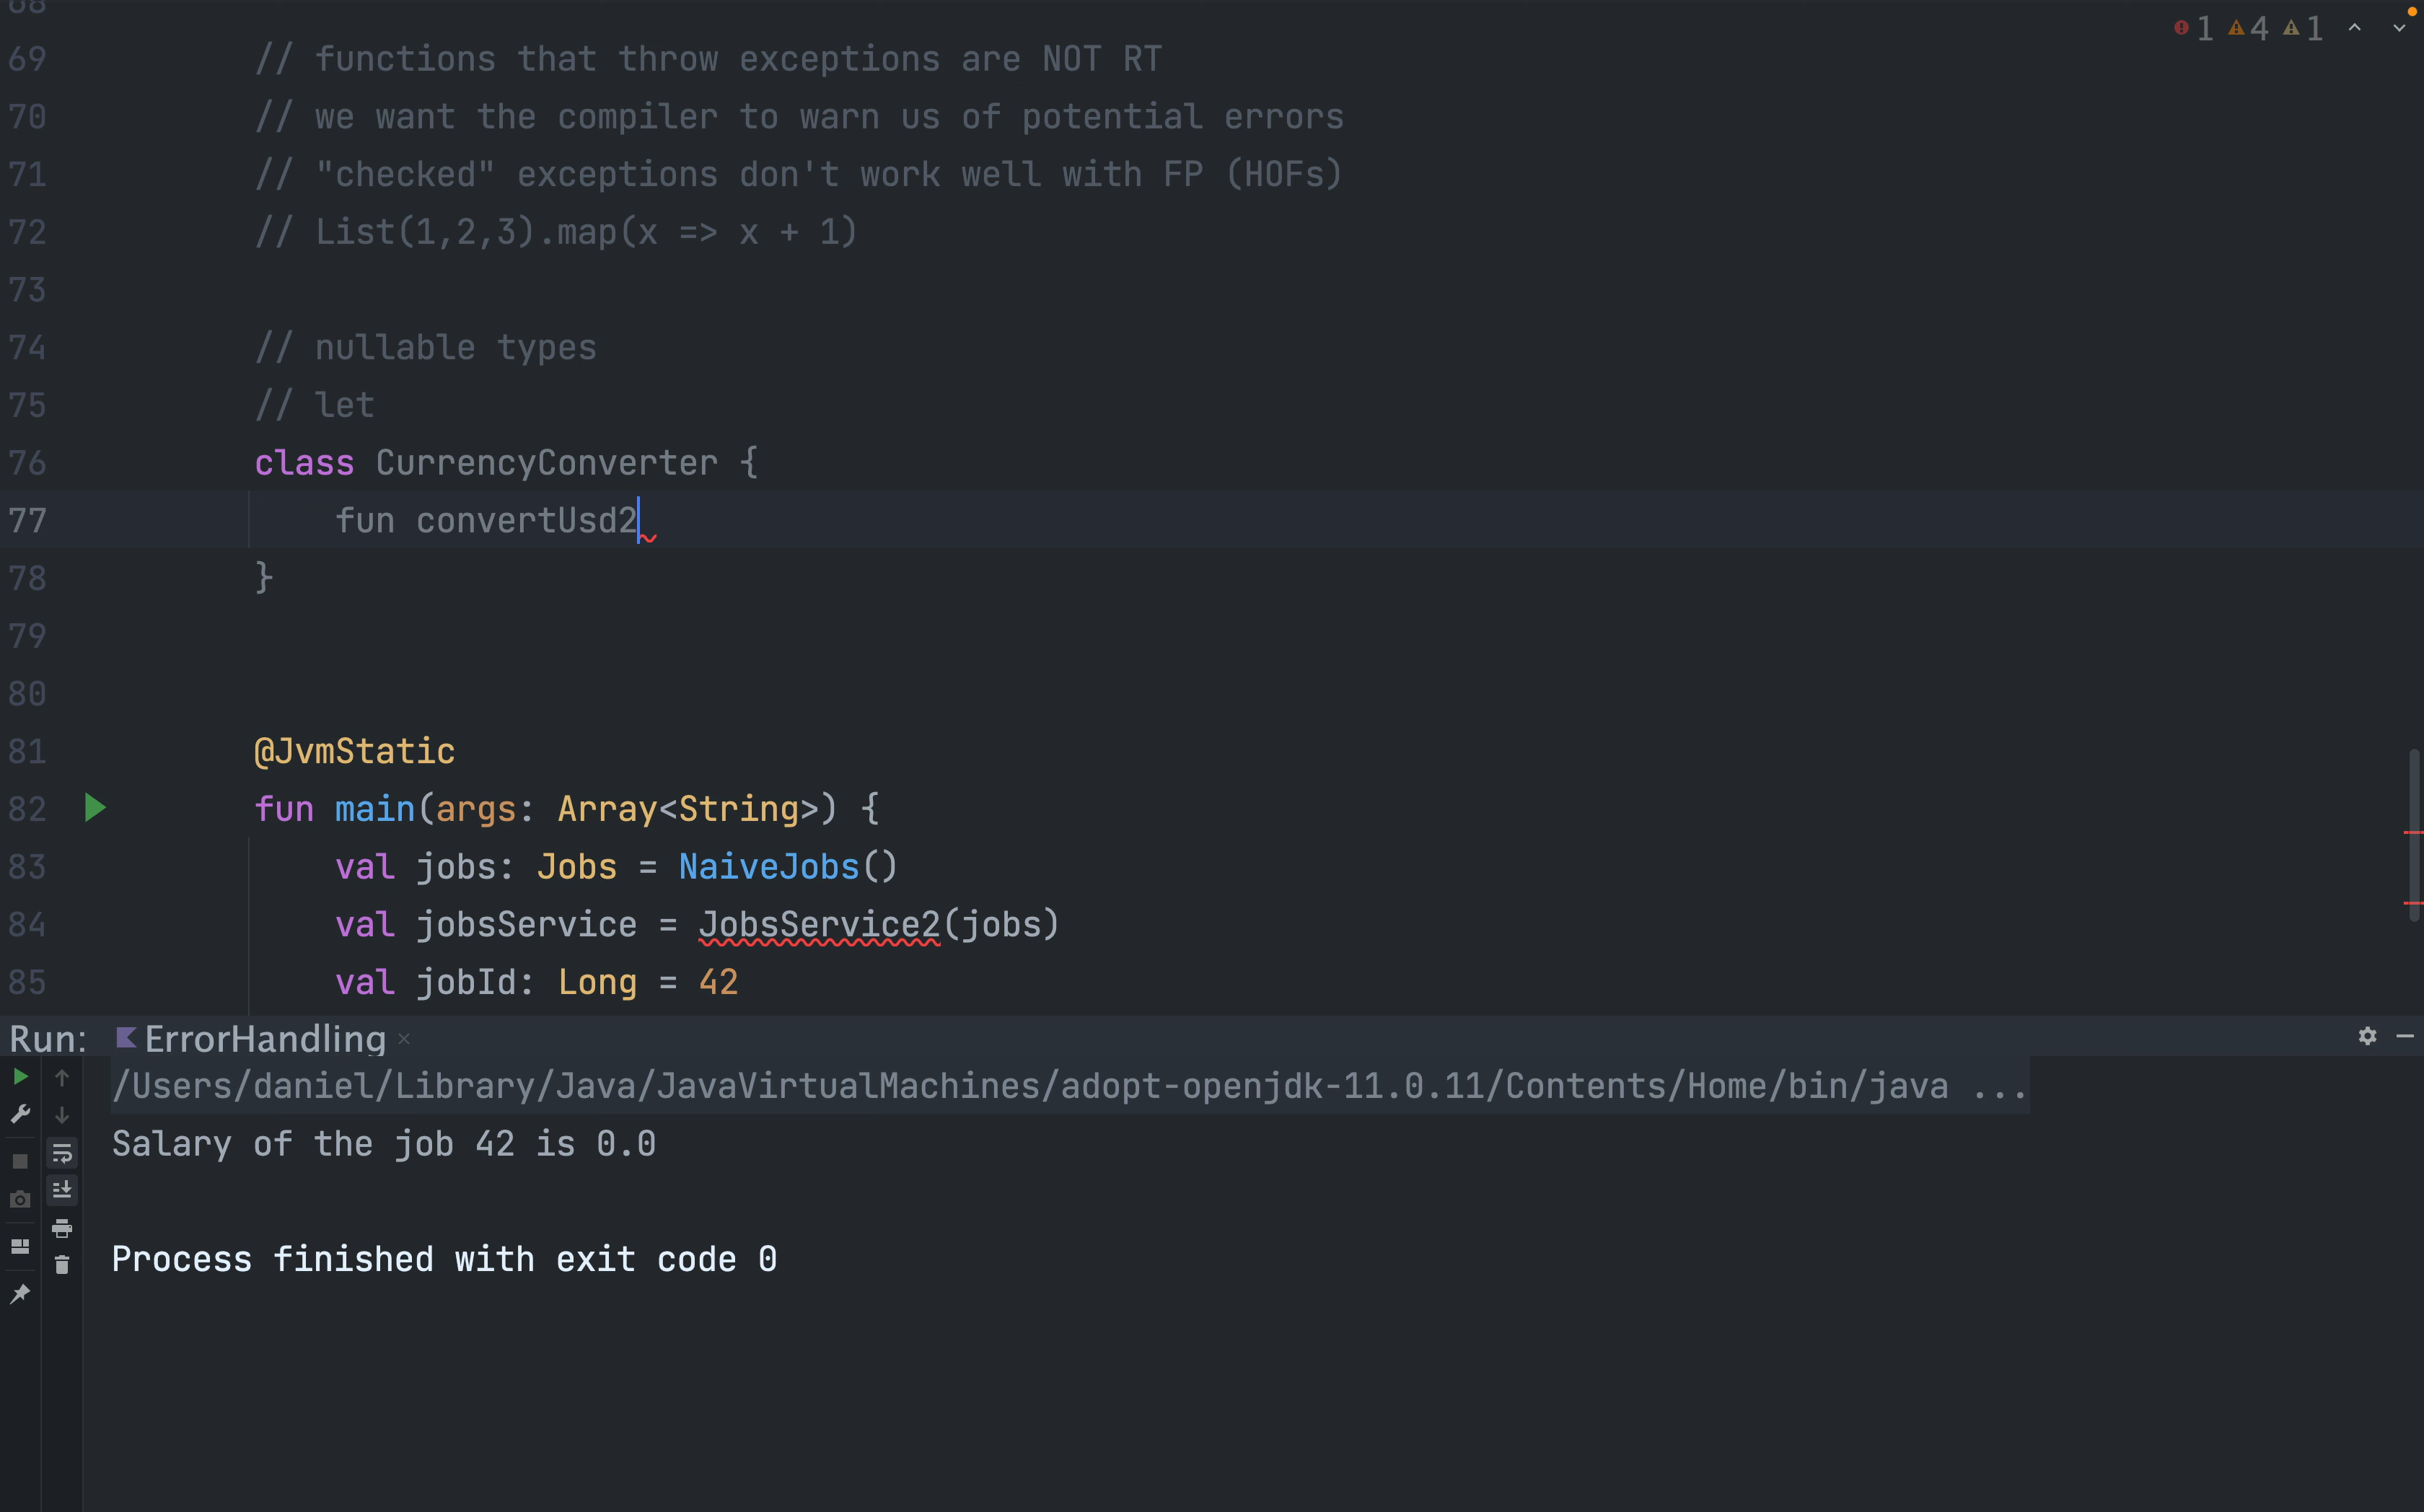 68
1 4 1
69 // functions that throw exceptions are NOT RT
70 // we want the compiler to warn us of potential errors
71 // "checked" exceptions don't work well with FP (HOFs)
72 // List(1,2,3).map(x => x + 1)
73
74 // nullable types
75 // let
76 class CurrencyConverter {
77 fun convertUsd2
78 }
79
80
81 @JvmStatic
82 fun main(args: Array<String>) {
83 val jobs: Jobs = NaiveJobs()
84 val jobsService = JobsService2(jobs)
85 val jobId: Long = 42
Run: ErrorHandling
/Users/daniel/Library/Java/JavaVirtualMachines/adopt-openjdk-11.0.11/Contents/Home/bin/java ...
Salary of the job 42 is 0.0
Process finished with exit code 0